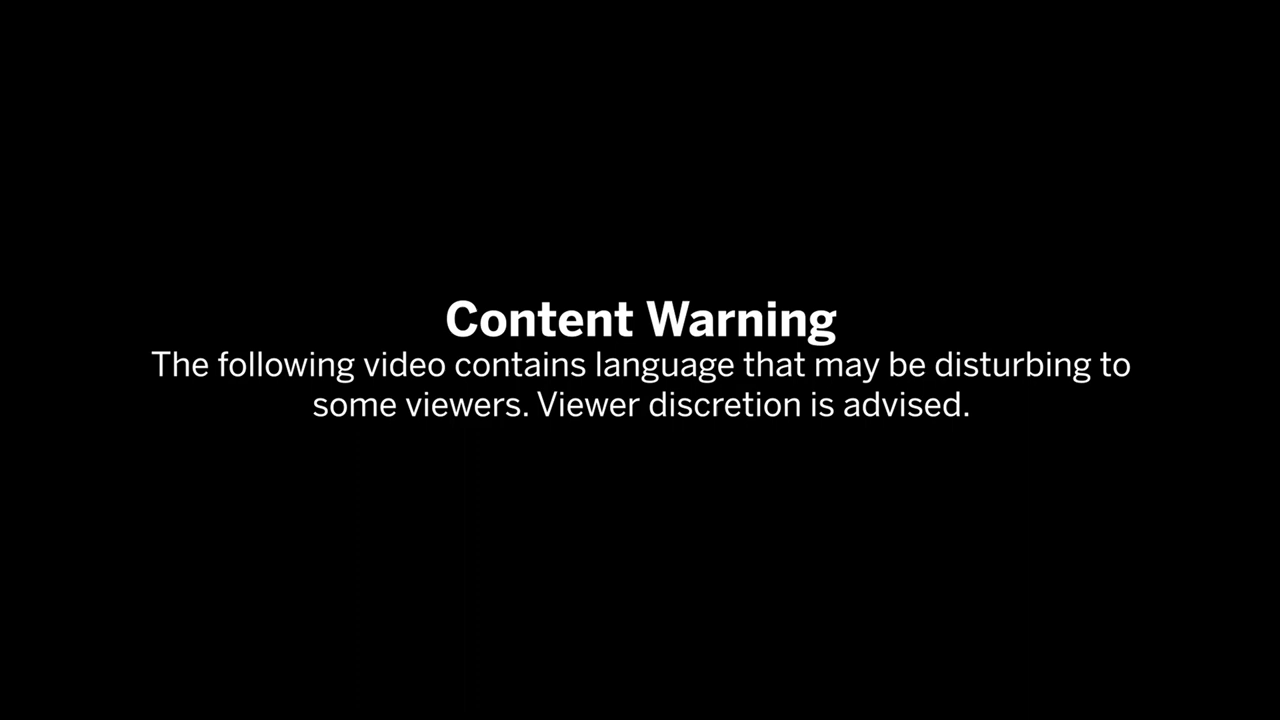 Content Warning
The following video contains language that may be disturbing to
some viewers. Viewer discretion is advised.